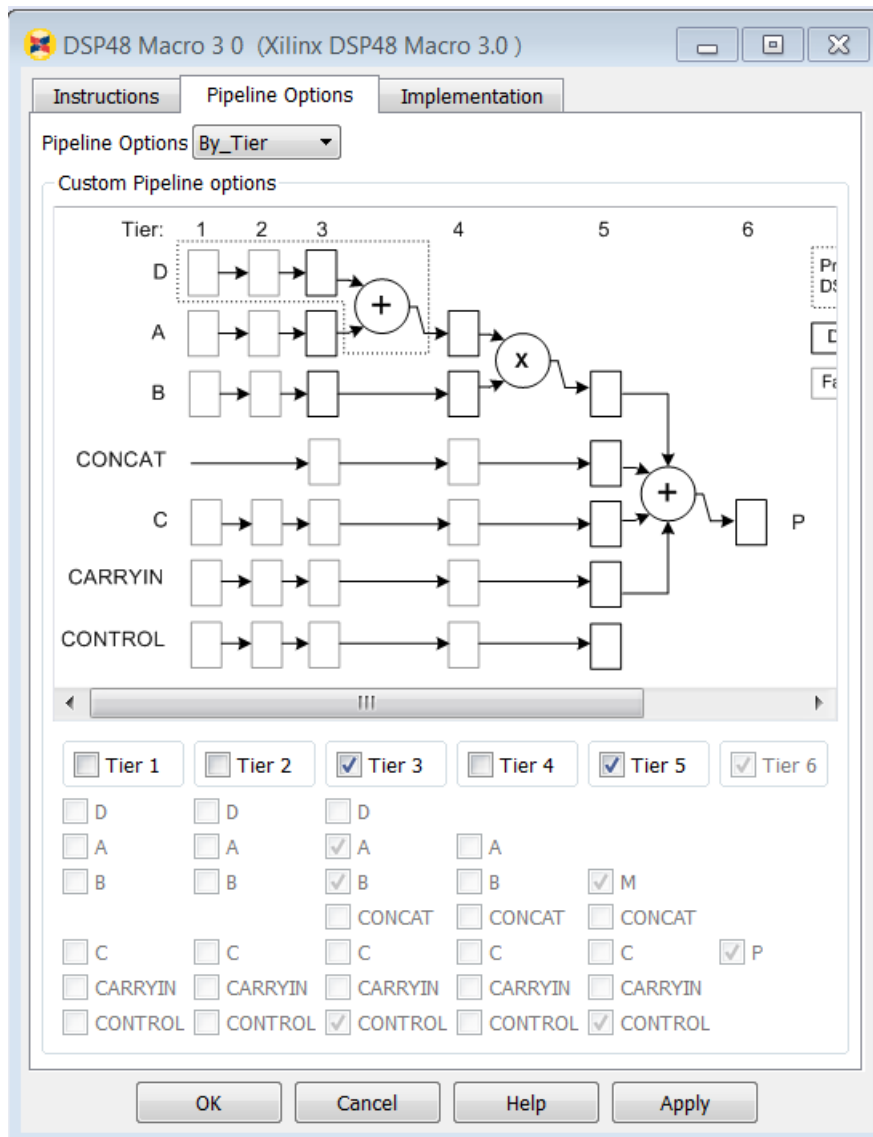 DSP48 Macro 3 0 (Xilinx DSP48 Macro 3.0 )
Instructions Pipeline Options Implementation
Pipeline Options By_Tier
Custom Pipeline options
Tier: 1 2 3 4 5 6
D
+
A
X
B
CONCAT
+
C P
CARRYIN
CONTROL
Tier 1 Tier 2 Tier 3 Tier 4 Tier 5 Tier 6
D D D
A A A A
B B B B M
CONCAT CONCAT CONCAT
C C C C C P
CARRYIN CARRYIN CARRYIN CARRYIN CARRYIN
CONTROL CONTROL CONTROL CONTROL CONTROL
OK Cancel Help Apply